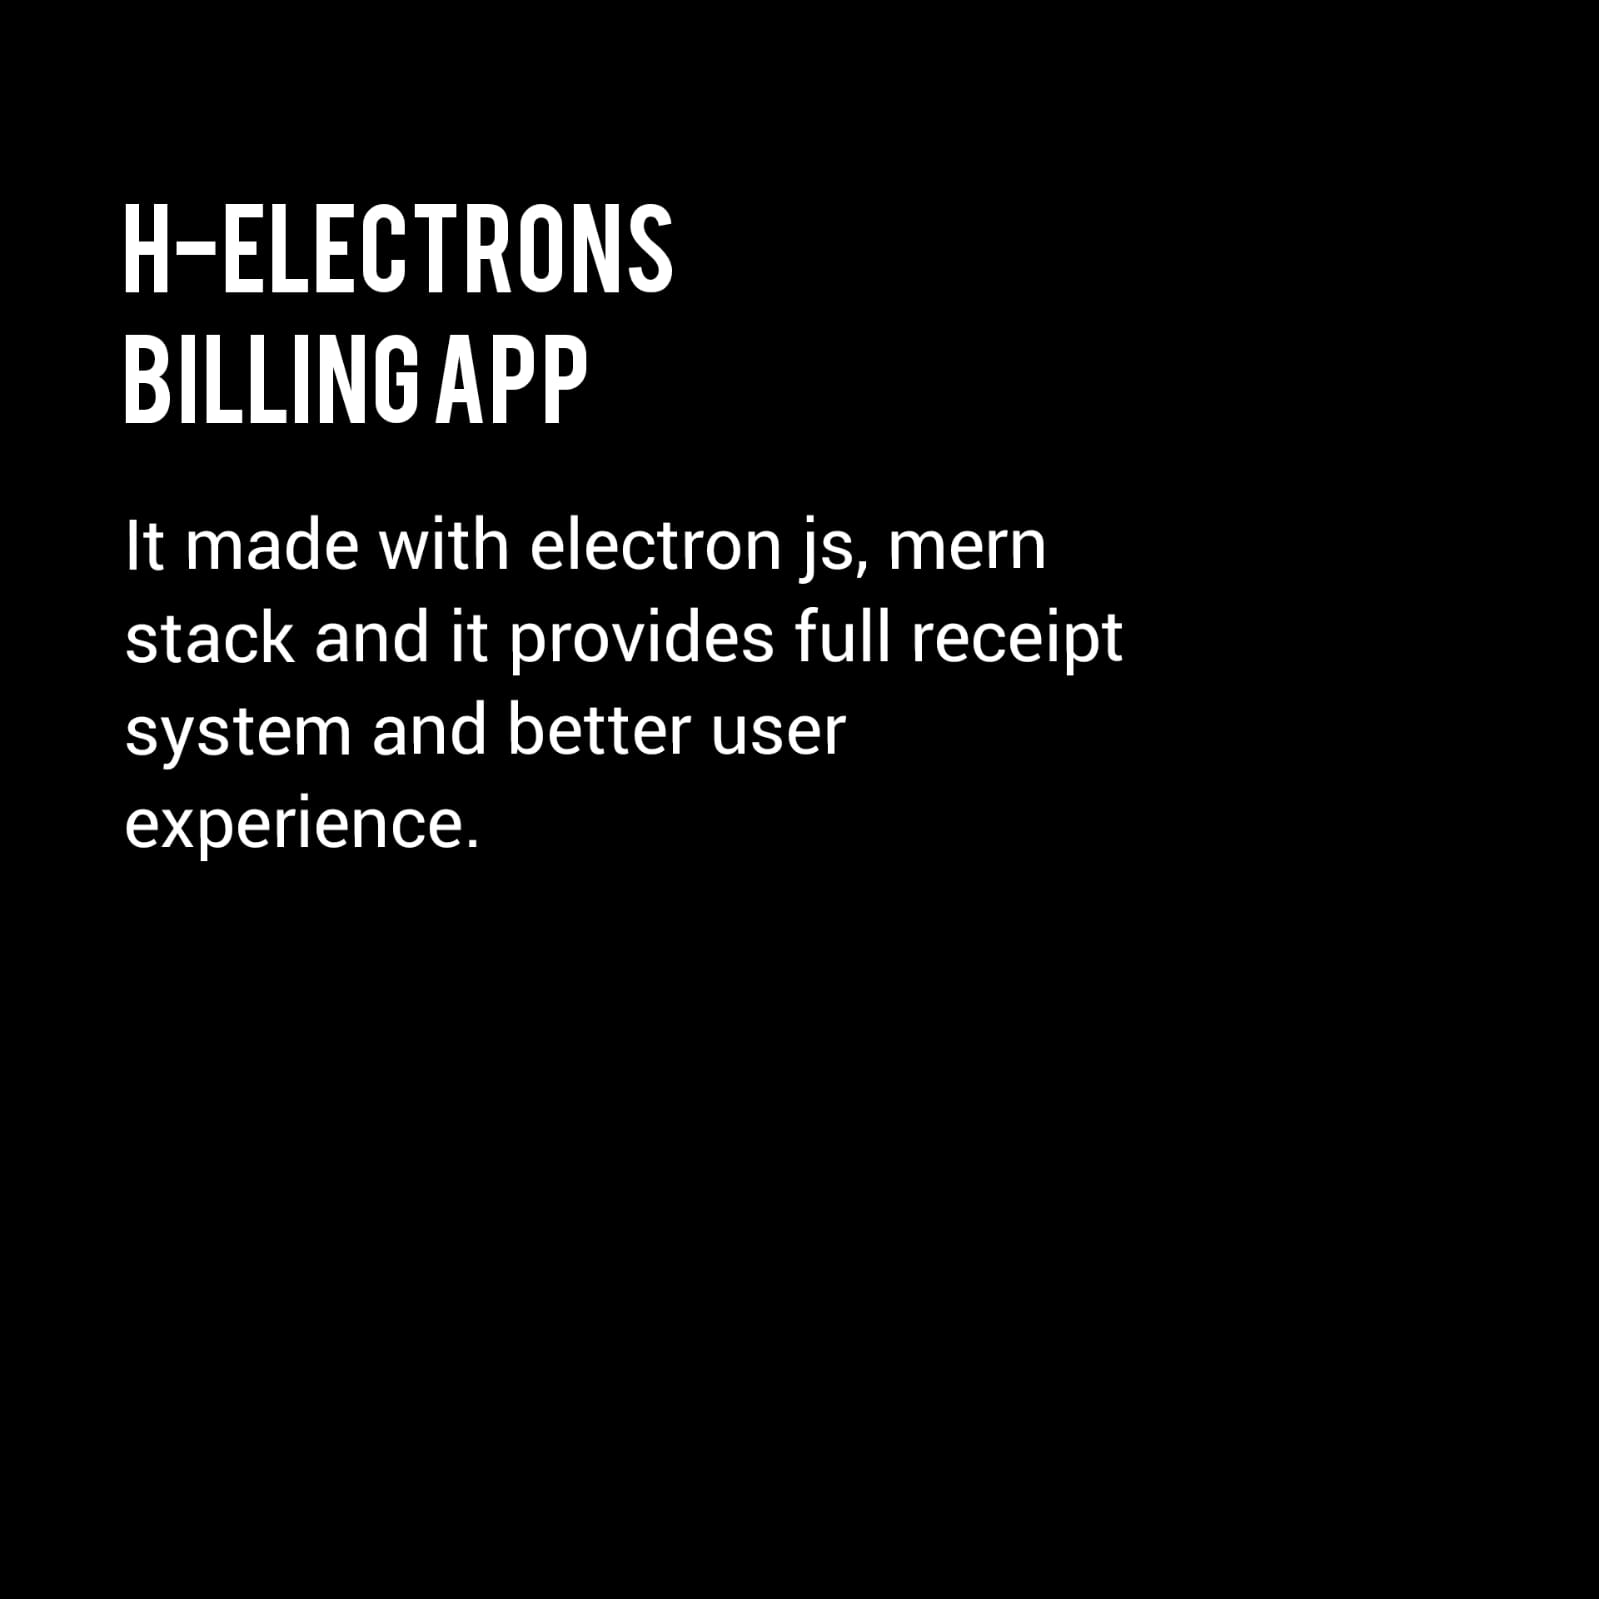 H-ELECTRONS
BILLING APP
It made with electron js, mern
stack and it provides full receipt
system and better user
experience.